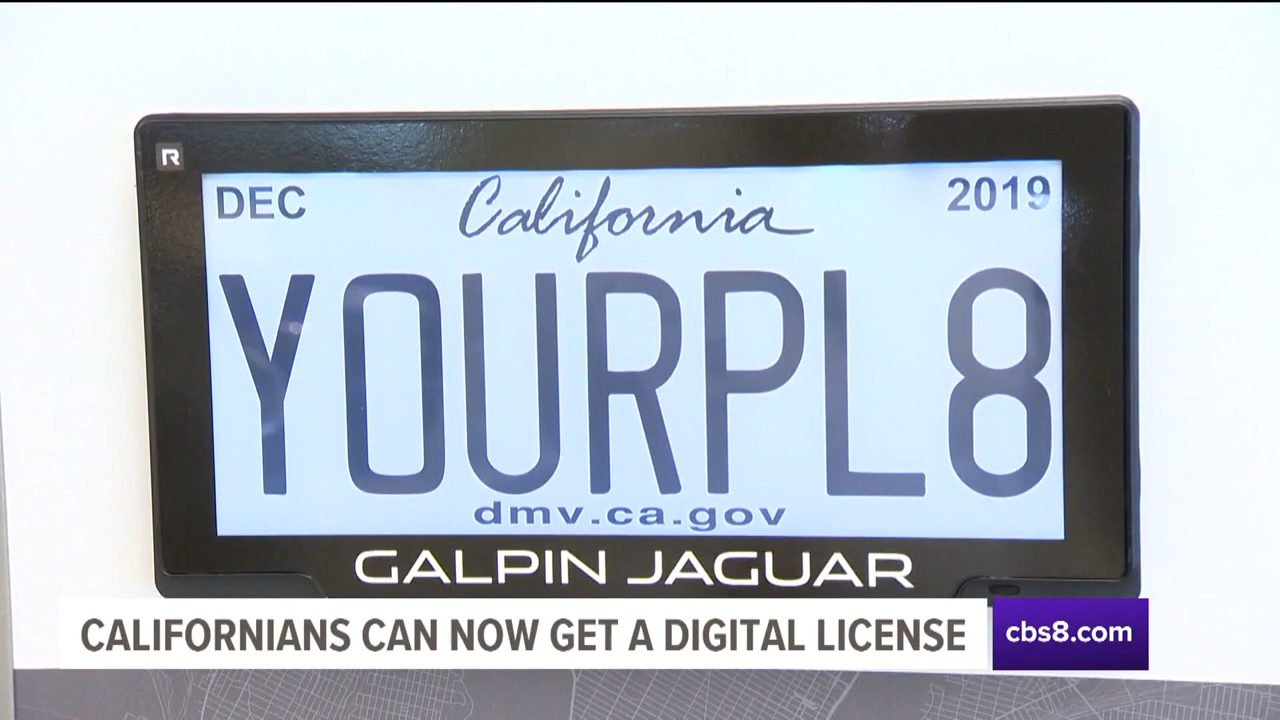 R
DEC California 2019
YOURPL8
dmv.ca.gov
GALPIN JAGUAR
CALIFORNIANS CAN NOW GET A DIGITAL LICENSE
cbs8.com